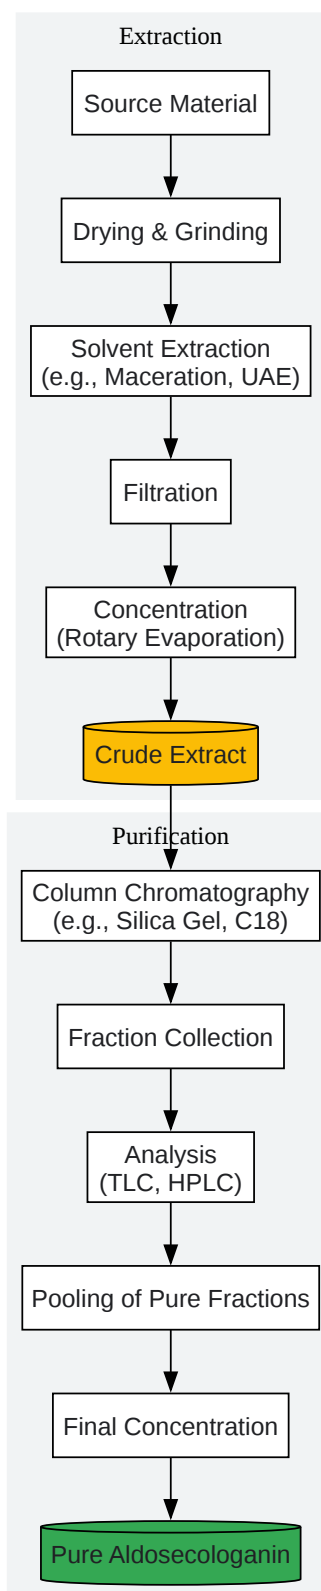 Extraction
Source Material
Drying & Grinding
Solvent Extraction
(e.g., Maceration, UAE)
Filtration
Concentration
(Rotary Evaporation)
Crude Extract
Purification
Column Chromatography
(e.g., Silica Gel, C18)
Fraction Collection
Analysis
(TLC, HPLC)
Pooling of Pure Fractions
Final Concentration
Pure Aldosecologanin